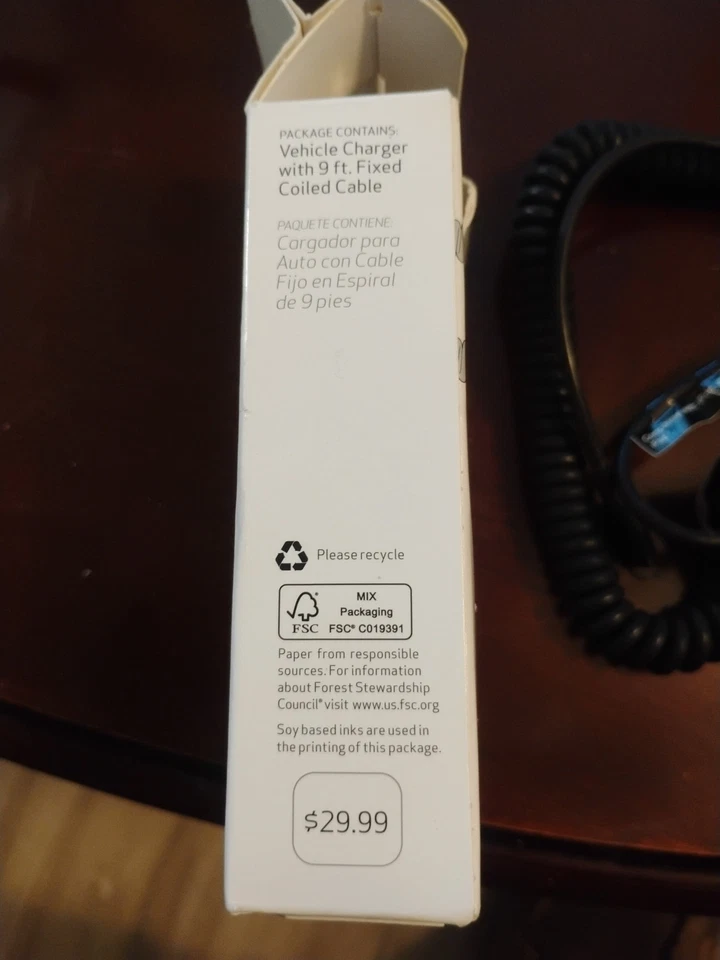 PACKAGE CONTAINS:
Vehicle Charger
with 9 ft. Fixed
Coiled Cable
PAQUETE CONTIENE:
Cargador para
Auto con Cable
Fijo en Espiral
de 9 pies
Please recycle
MIX
Packaging
FSC FSC® C019391
Paper from responsible
sources. For information
about Forest Stewardship
Council® visit www.us.fsc.org
Soy based inks are used in
the printing of this package.
$29.99